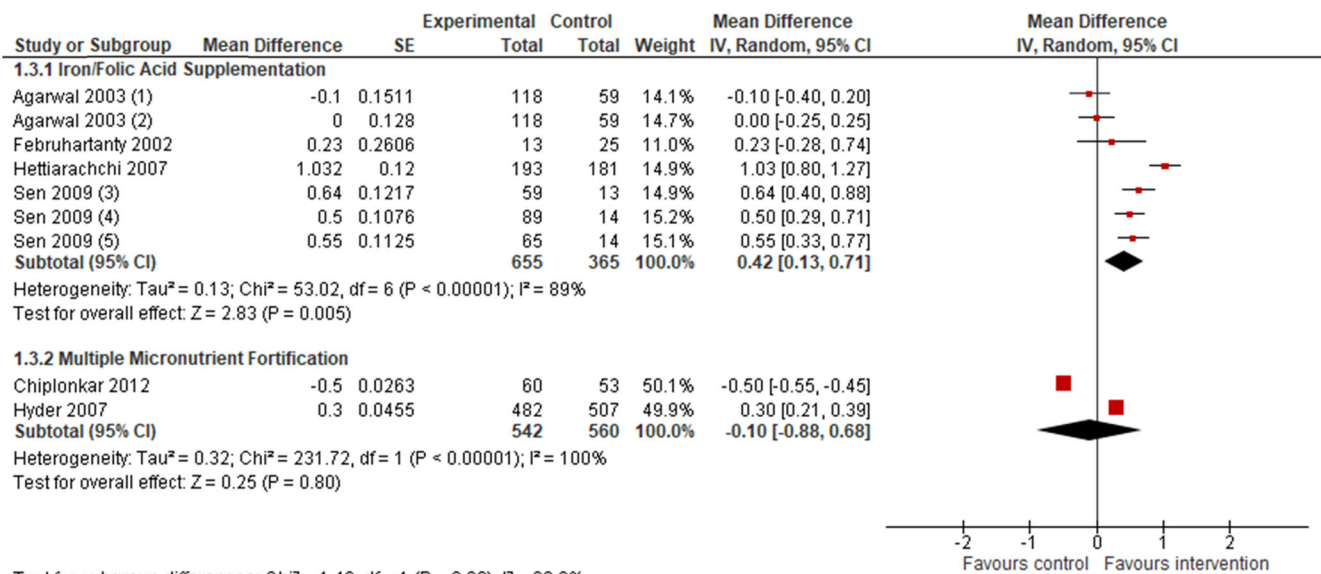 Experimental Control Mean Difference Mean Difference
Study or Subgroup Mean Difference SE Total Total Weight IV, Random, 95% CI IV, Random, 95% CI
1.3.1 Iron/Folic Acid Supplementation
Agarwal 2003 (1) -0.1 0.1511 118 59 14.1% -0.10 [-0.40, 0.20]
Agarwal 2003 (2) 0 0.128 118 59 14.7% 0.00 [-0.25, 0.25]
Februhartanty 2002 0.23 0.2606 13 25 11.0% 0.23 [-0.28, 0.74]
Hettiarachchi 2007 1.032 0.12 193 181 14.9% 1.03 [0.80, 1.27]
Sen 2009 (3) 0.64 0.1217 59 13 14.9% 0.64 [0.40, 0.88]
Sen 2009 (4) 0.5 0.1076 89 14 15.2% 0.50 [0.29, 0.71]
Sen 2009 (5) 0.55 0.1125 65 14 15.1% 0.55 [0.33, 0.77]
Subtotal (95% CI) 655 365 100.0% 0.42 [0.13, 0.71]
Heterogeneity: Tau² = 0.13; Chi² = 53.02, df = 6 (P < 0.00001); I² = 89%
Test for overall effect: Z = 2.83 (P = 0.005)
1.3.2 Multiple Micronutrient Fortification
Chiplonkar 2012 -0.5 0.0263 60 53 50.1% -0.50 [-0.55, -0.45]
Hyder 2007 0.3 0.0455 482 507 49.9% 0.30 [0.21, 0.39]
Subtotal (95% CI) 542 560 100.0% -0.10 [-0.88, 0.68]
Heterogeneity: Tau² = 0.32; Chi² = 231.72, df = 1 (P < 0.00001); I² = 100%
Test for overall effect: Z = 0.25 (P = 0.80)
-2 -1 0 1 2
Favours control Favours intervention